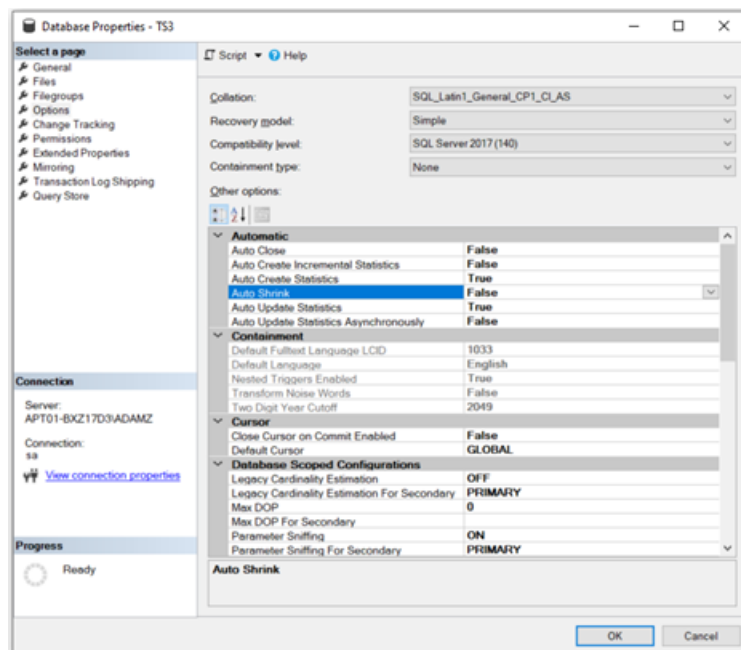 Database Properties - TS3
Select a page
General
Files
Filegroups
Options
Change Tracking
Permissions
Extended Properties
Mirroring
Transaction Log Shipping
Query Store
Connection
Server:
APT01-BXZ17D3\ADAMZ
Connection:
sa
View connection properties
Progress
Ready
Script Help
Collation: SQL_Latin1_General_CP1_CI_AS
Recovery model: Simple
Compatibility level: SQL Server 2017 (140)
Containment type: None
Other options:
Automatic
Auto Close False
Auto Create Incremental Statistics False
Auto Create Statistics True
Auto Shrink False
Auto Update Statistics True
Auto Update Statistics Asynchronously False
Containment
Default Fulltext Language LCID 1033
Default Language English
Nested Triggers Enabled True
Transform Noise Words False
Two Digit Year Cutoff 2049
Cursor
Close Cursor on Commit Enabled False
Default Cursor GLOBAL
Database Scoped Configurations
Legacy Cardinality Estimation OFF
Legacy Cardinality Estimation For Secondary PRIMARY
Max DOP 0
Max DOP For Secondary
Parameter Sniffing ON
Parameter Sniffing For Secondary PRIMARY
Auto Shrink
OK Cancel